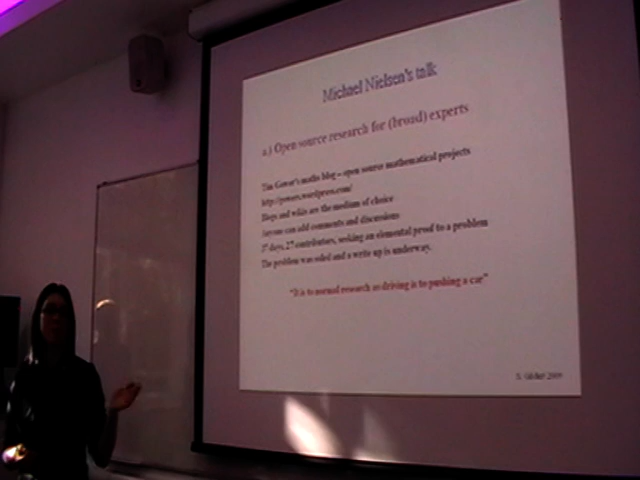 Michael Nielsen's talk
a.) Open source research for (broad) experts
Tim Gower's maths blog – open source mathematical projects
http://gowers.wordpress.com/
Blogs and wikis are the medium of choice
Anyone can add comments and discussions
37 days, 27 contributors, seeking an elemental proof to a problem
The problem was soled and a write up is underway.
"It is to normal research as driving is to pushing a car"
2009